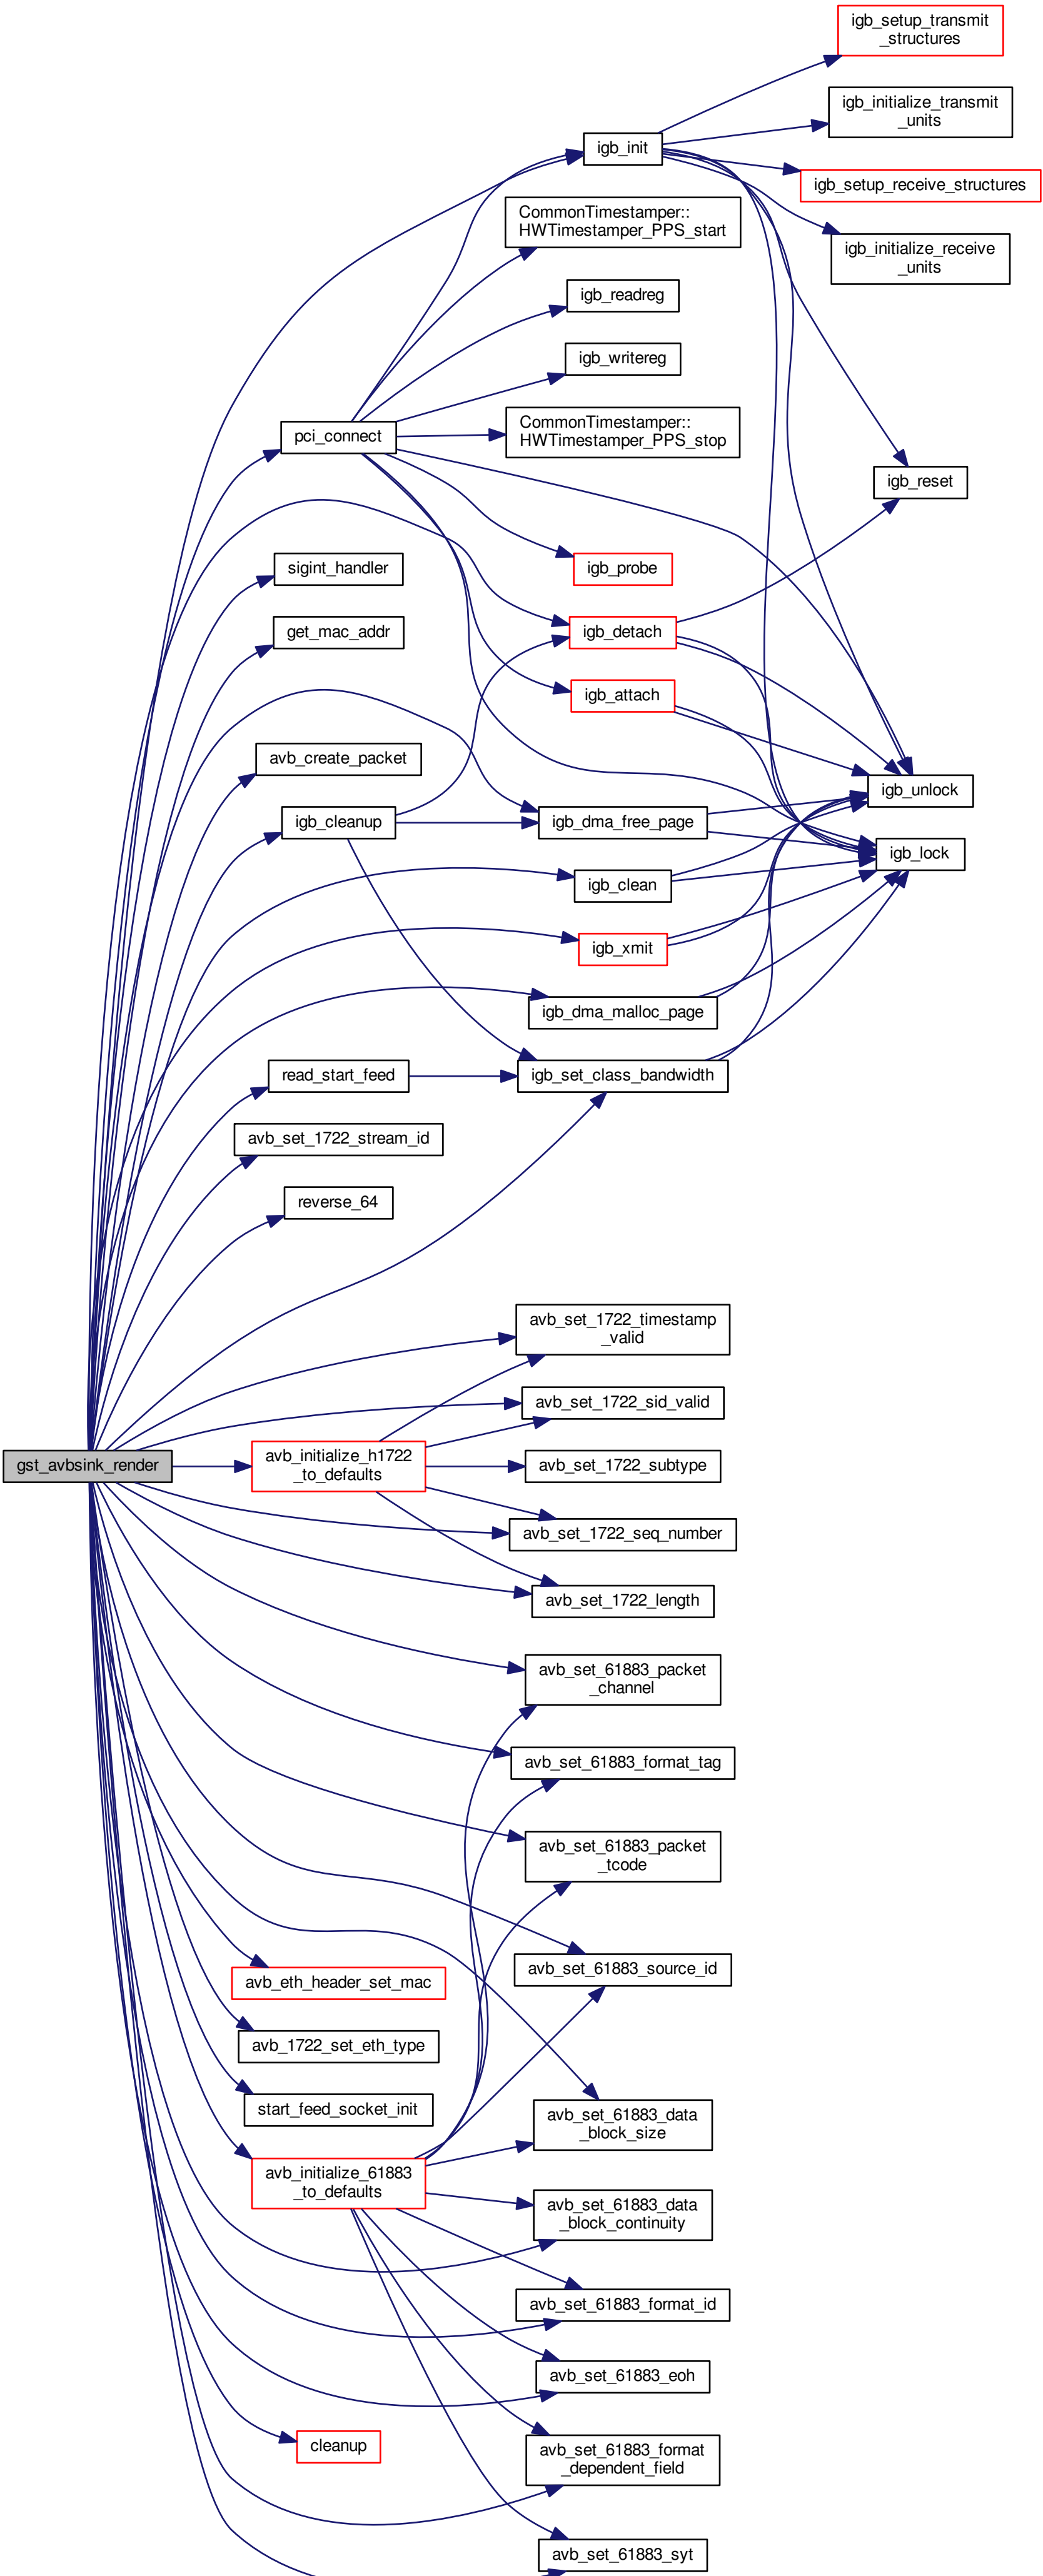 igb_setup_transmit
_structures
igb_initialize_transmit
_units
igb_init
igb_setup_receive_structures
CommonTimestamper::
HWTimestamper_PPS_start
igb_initialize_receive
_units
igb_readreg
igb_writereg
pci_connect
CommonTimestamper::
HWTimestamper_PPS_stop
igb_reset
sigint_handler
igb_probe
get_mac_addr
igb_detach
igb_attach
avb_create_packet
igb_unlock
igb_cleanup
igb_dma_free_page
igb_lock
igb_clean
igb_xmit
igb_dma_malloc_page
read_start_feed
igb_set_class_bandwidth
avb_set_1722_stream_id
reverse_64
avb_set_1722_timestamp
_valid
avb_set_1722_sid_valid
gst_avbsink_render
avb_initialize_h1722
_to_defaults
avb_set_1722_subtype
avb_set_1722_seq_number
avb_set_1722_length
avb_set_61883_packet
_channel
avb_set_61883_format_tag
avb_set_61883_packet
_tcode
avb_set_61883_source_id
avb_eth_header_set_mac
avb_1722_set_eth_type
start_feed_socket_init
avb_set_61883_data
_block_size
avb_initialize_61883
_to_defaults
avb_set_61883_data
_block_continuity
avb_set_61883_format_id
avb_set_61883_eoh
cleanup
avb_set_61883_format
_dependent_field
avb_set_61883_syt